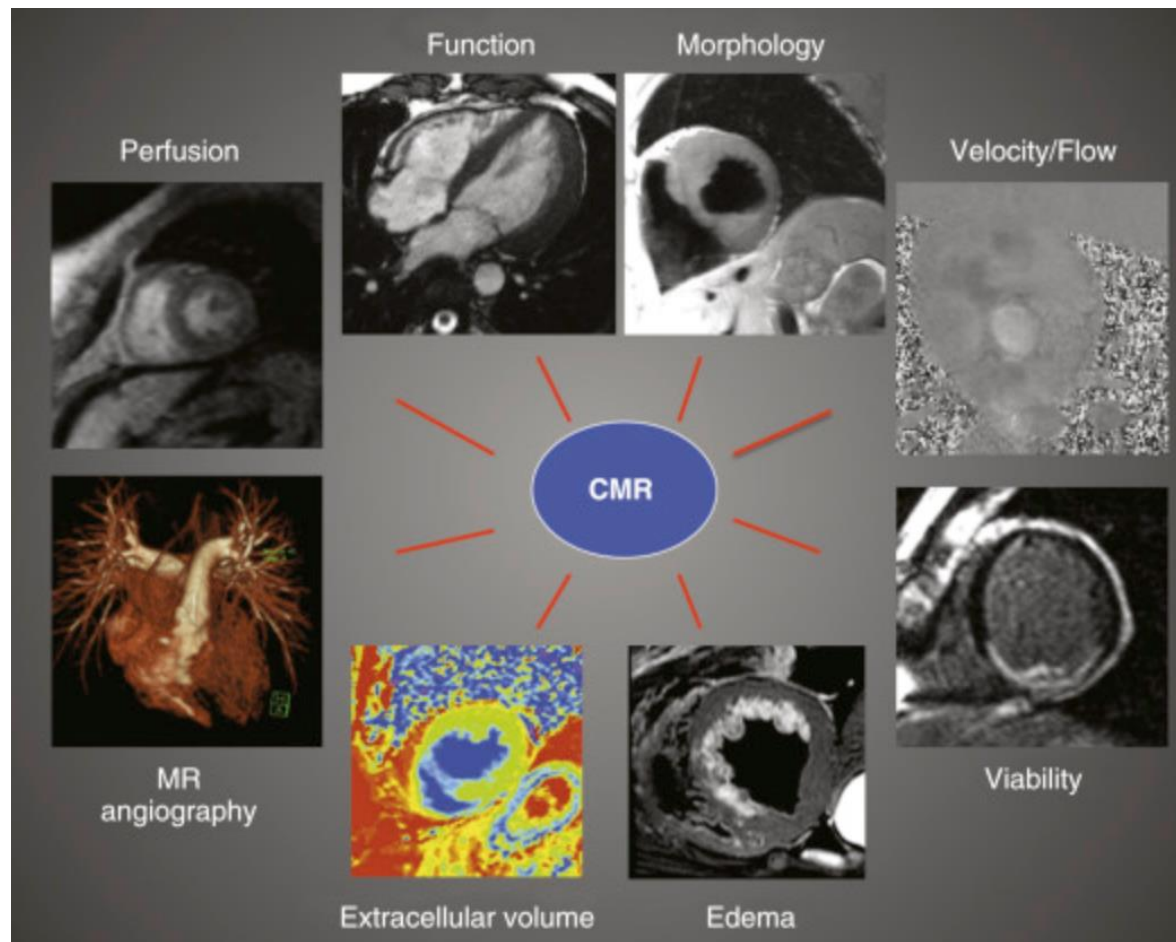 Function
Morphology
Perfusion
Velocity/Flow
CMR
MR
angiography
Viability
Extracellular volume
Edema